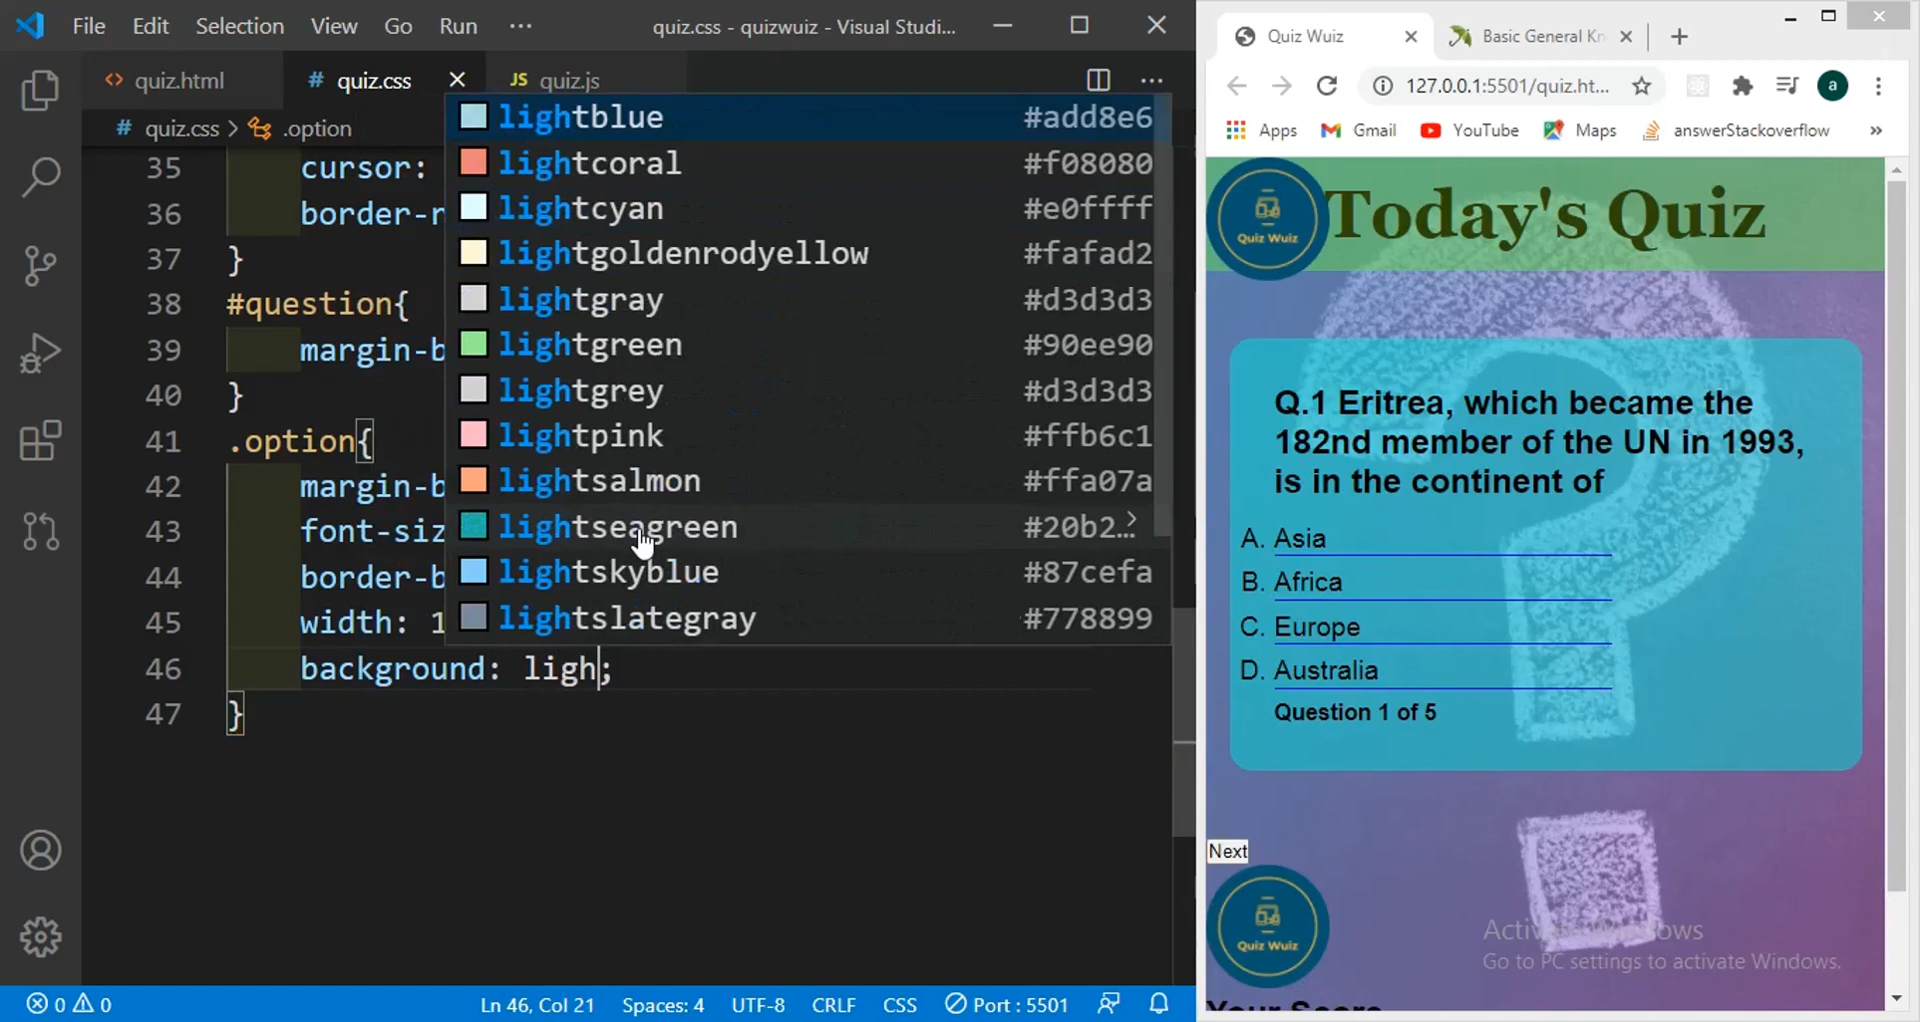 File Edit Selection View Go Run ··· quiz.css - quizwuiz - Visual Studi...
<> quiz.html # quiz.css JS quiz.js ···
# quiz.css > .option
lightblue #add8e6
35 cursor: lightcoral #f08080
36 border-r lightcyan #e0ffff
37 } lightgoldenrodyellow #fafad2
38 #question{ lightgray #d3d3d3
39 margin-b lightgreen #90ee90
40 } lightgrey #d3d3d3
41 .option{ lightpink #ffb6c1
42 margin-b lightsalmon #ffa07a
43 font-siz lightseagreen #20b2…
44 border-b lightskyblue #87cefa
45 width: 1 lightslategray #778899
46 background: ligh;
47 }
0 0 Ln 46, Col 21 Spaces: 4 UTF-8 CRLF CSS Port : 5501
Quiz Wuiz Basic General Kn
127.0.0.1:5501/quiz.ht... a
Apps Gmail YouTube Maps answerStackoverflow »
Quiz Wuiz
Today's Quiz
Q.1 Eritrea, which became the
182nd member of the UN in 1993,
is in the continent of
A. Asia
B. Africa
C. Europe
D. Australia
Question 1 of 5
Next
Quiz Wuiz
Go to PC settings to activate Windows.
Your Score